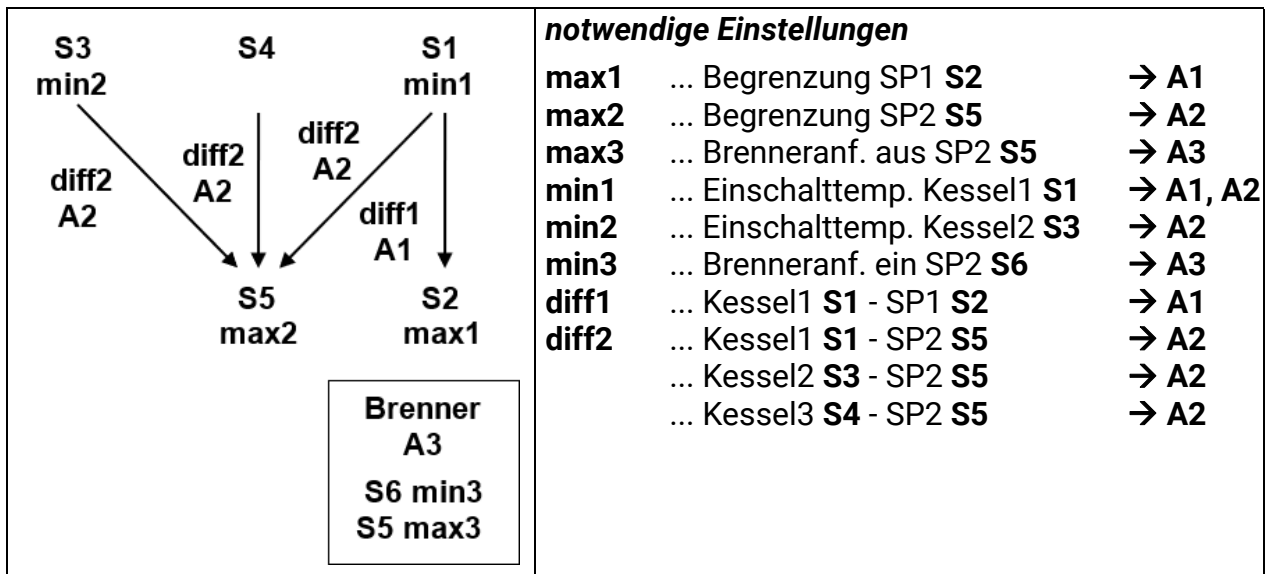 S3 S4 S1
min2 min1
diff2
diff2
A2
A2
diff2
A2
diff1
A1
S5 S2
max2 max1
Brenner
A3
S6 min3
S5 max3
notwendige Einstellungen
max1 ... Begrenzung SP1 S2 → A1
max2 ... Begrenzung SP2 S5 → A2
max3 ... Brenneranf. aus SP2 S5 → A3
min1 ... Einschalttemp. Kessel1 S1 → A1, A2
min2 ... Einschalttemp. Kessel2 S3 → A2
min3 ... Brenneranf. ein SP2 S6 → A3
diff1 ... Kessel1 S1 - SP1 S2 → A1
diff2 ... Kessel1 S1 - SP2 S5 → A2
... Kessel2 S3 - SP2 S5 → A2
... Kessel3 S4 - SP2 S5 → A2